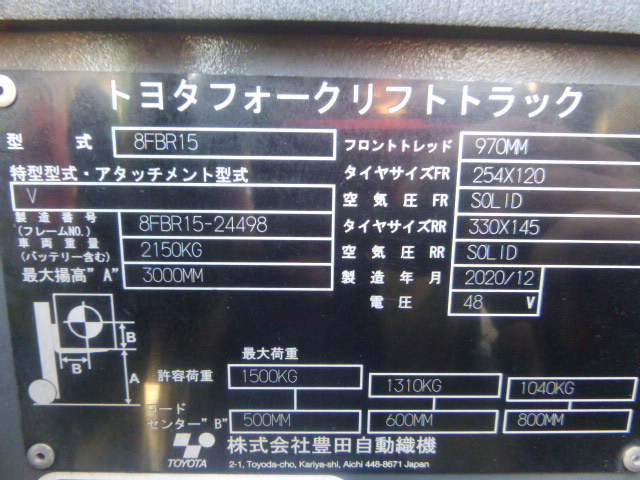 トヨタフォークリフトトラック
型式 8FBR15
フロントトレッド 970MM
特型型式・アタッチメント型式
V
タイヤサイズFR 254X120
空気圧 FR SOLID
製造番号
(フレームNO.) 8FBR15-24498
タイヤサイズRR 330X145
車両重量
(バッテリー含む) 2150KG
空気圧 RR SOLID
最大揚高"A" 3000MM
製造年月 2020/12
電圧 48 V
B
B
A
最大荷重
許容荷重 1500KG 1310KG 1040KG
ロード
センター"B" 500MM 600MM 800MM
TOYOTA
株式会社豊田自動織機
2-1, Toyoda-cho, Kariya-shi, Aichi 448-8671 Japan